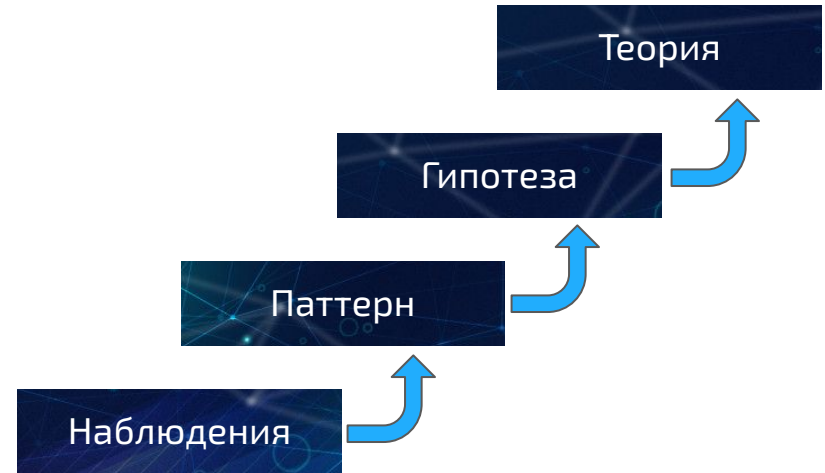 Теория
Гипотеза
Паттерн
Наблюдения